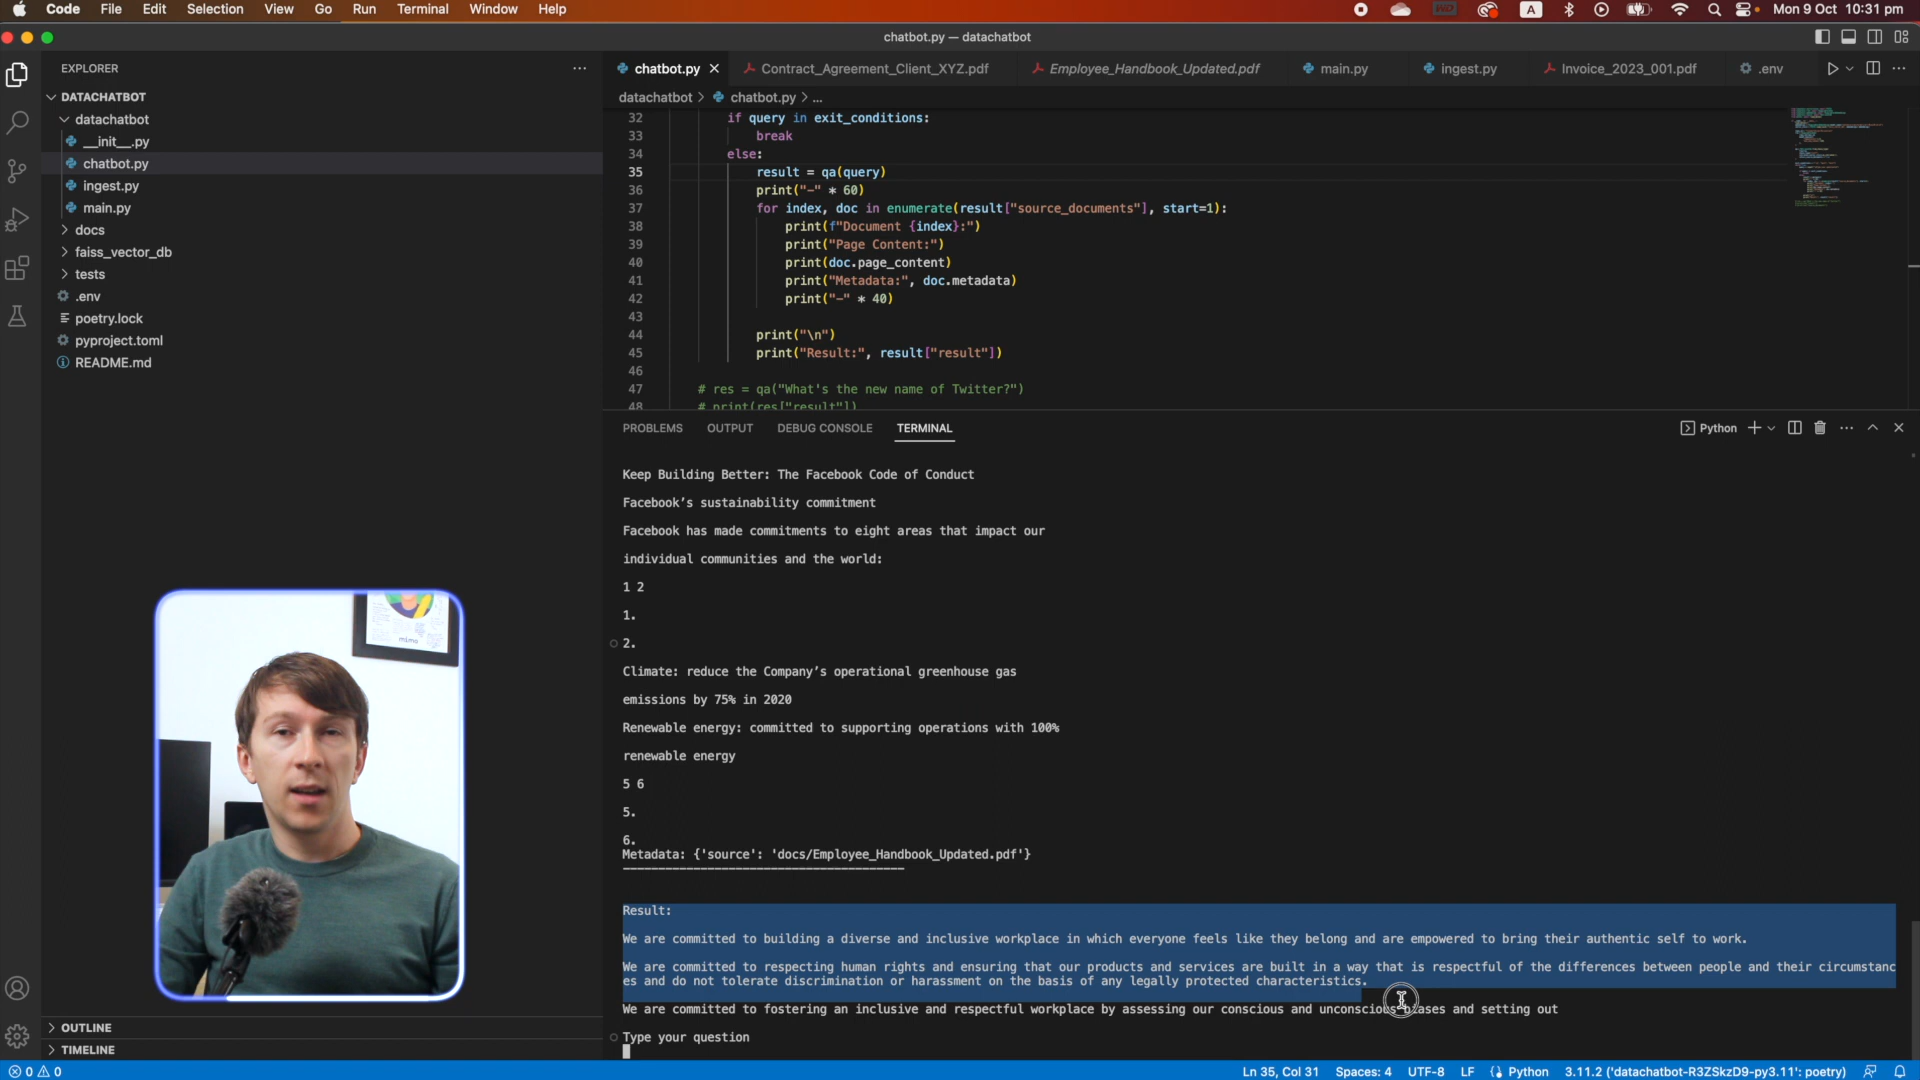 Code File Edit Selection View Go Run Terminal Window Help
A Mon 9 Oct 10:31 pm
chatbot.py — datachatbot
EXPLORER
DATACHATBOT
datachatbot
__init__.py
chatbot.py
ingest.py
main.py
docs
faiss_vector_db
tests
.env
poetry.lock
pyproject.toml
README.md
OUTLINE
TIMELINE
mimo
chatbot.py Contract_Agreement_Client_XYZ.pdf Employee_Handbook_Updated.pdf main.py ingest.py Invoice_2023_001.pdf .env
datachatbot > chatbot.py > ...
32 if query in exit_conditions:
33 break
34 else:
35 result = qa(query)
36 print("-" * 60)
37 for index, doc in enumerate(result["source_documents"], start=1):
38 print(f"Document {index}:")
39 print("Page Content:")
40 print(doc.page_content)
41 print("Metadata:", doc.metadata)
42 print("-" * 40)
43
44 print("\n")
45 print("Result:", result["result"])
46
47 # res = qa("What's the new name of Twitter?")
48 # print(res["result"])
PROBLEMS OUTPUT DEBUG CONSOLE TERMINAL
Python
Keep Building Better: The Facebook Code of Conduct
Facebook’s sustainability commitment
Facebook has made commitments to eight areas that impact our
individual communities and the world:
1 2
1.
2.
Climate: reduce the Company’s operational greenhouse gas
emissions by 75% in 2020
Renewable energy: committed to supporting operations with 100%
renewable energy
5 6
5.
6.
Metadata: {'source': 'docs/Employee_Handbook_Updated.pdf'}
----------------------------------------
Result:
We are committed to building a diverse and inclusive workplace in which everyone feels like they belong and are empowered to bring their authentic self to work.
We are committed to respecting human rights and ensuring that our products and services are built in a way that is respectful of the differences between people and their circumstanc
es and do not tolerate discrimination or harassment on the basis of any legally protected characteristics.
We are committed to fostering an inclusive and respectful workplace by assessing our conscious and unconscious biases and setting out
Type your question
0 0 Ln 35, Col 31 Spaces: 4 UTF-8 LF Python 3.11.2 ('datachatbot-R3ZSkzD9-py3.11': poetry)